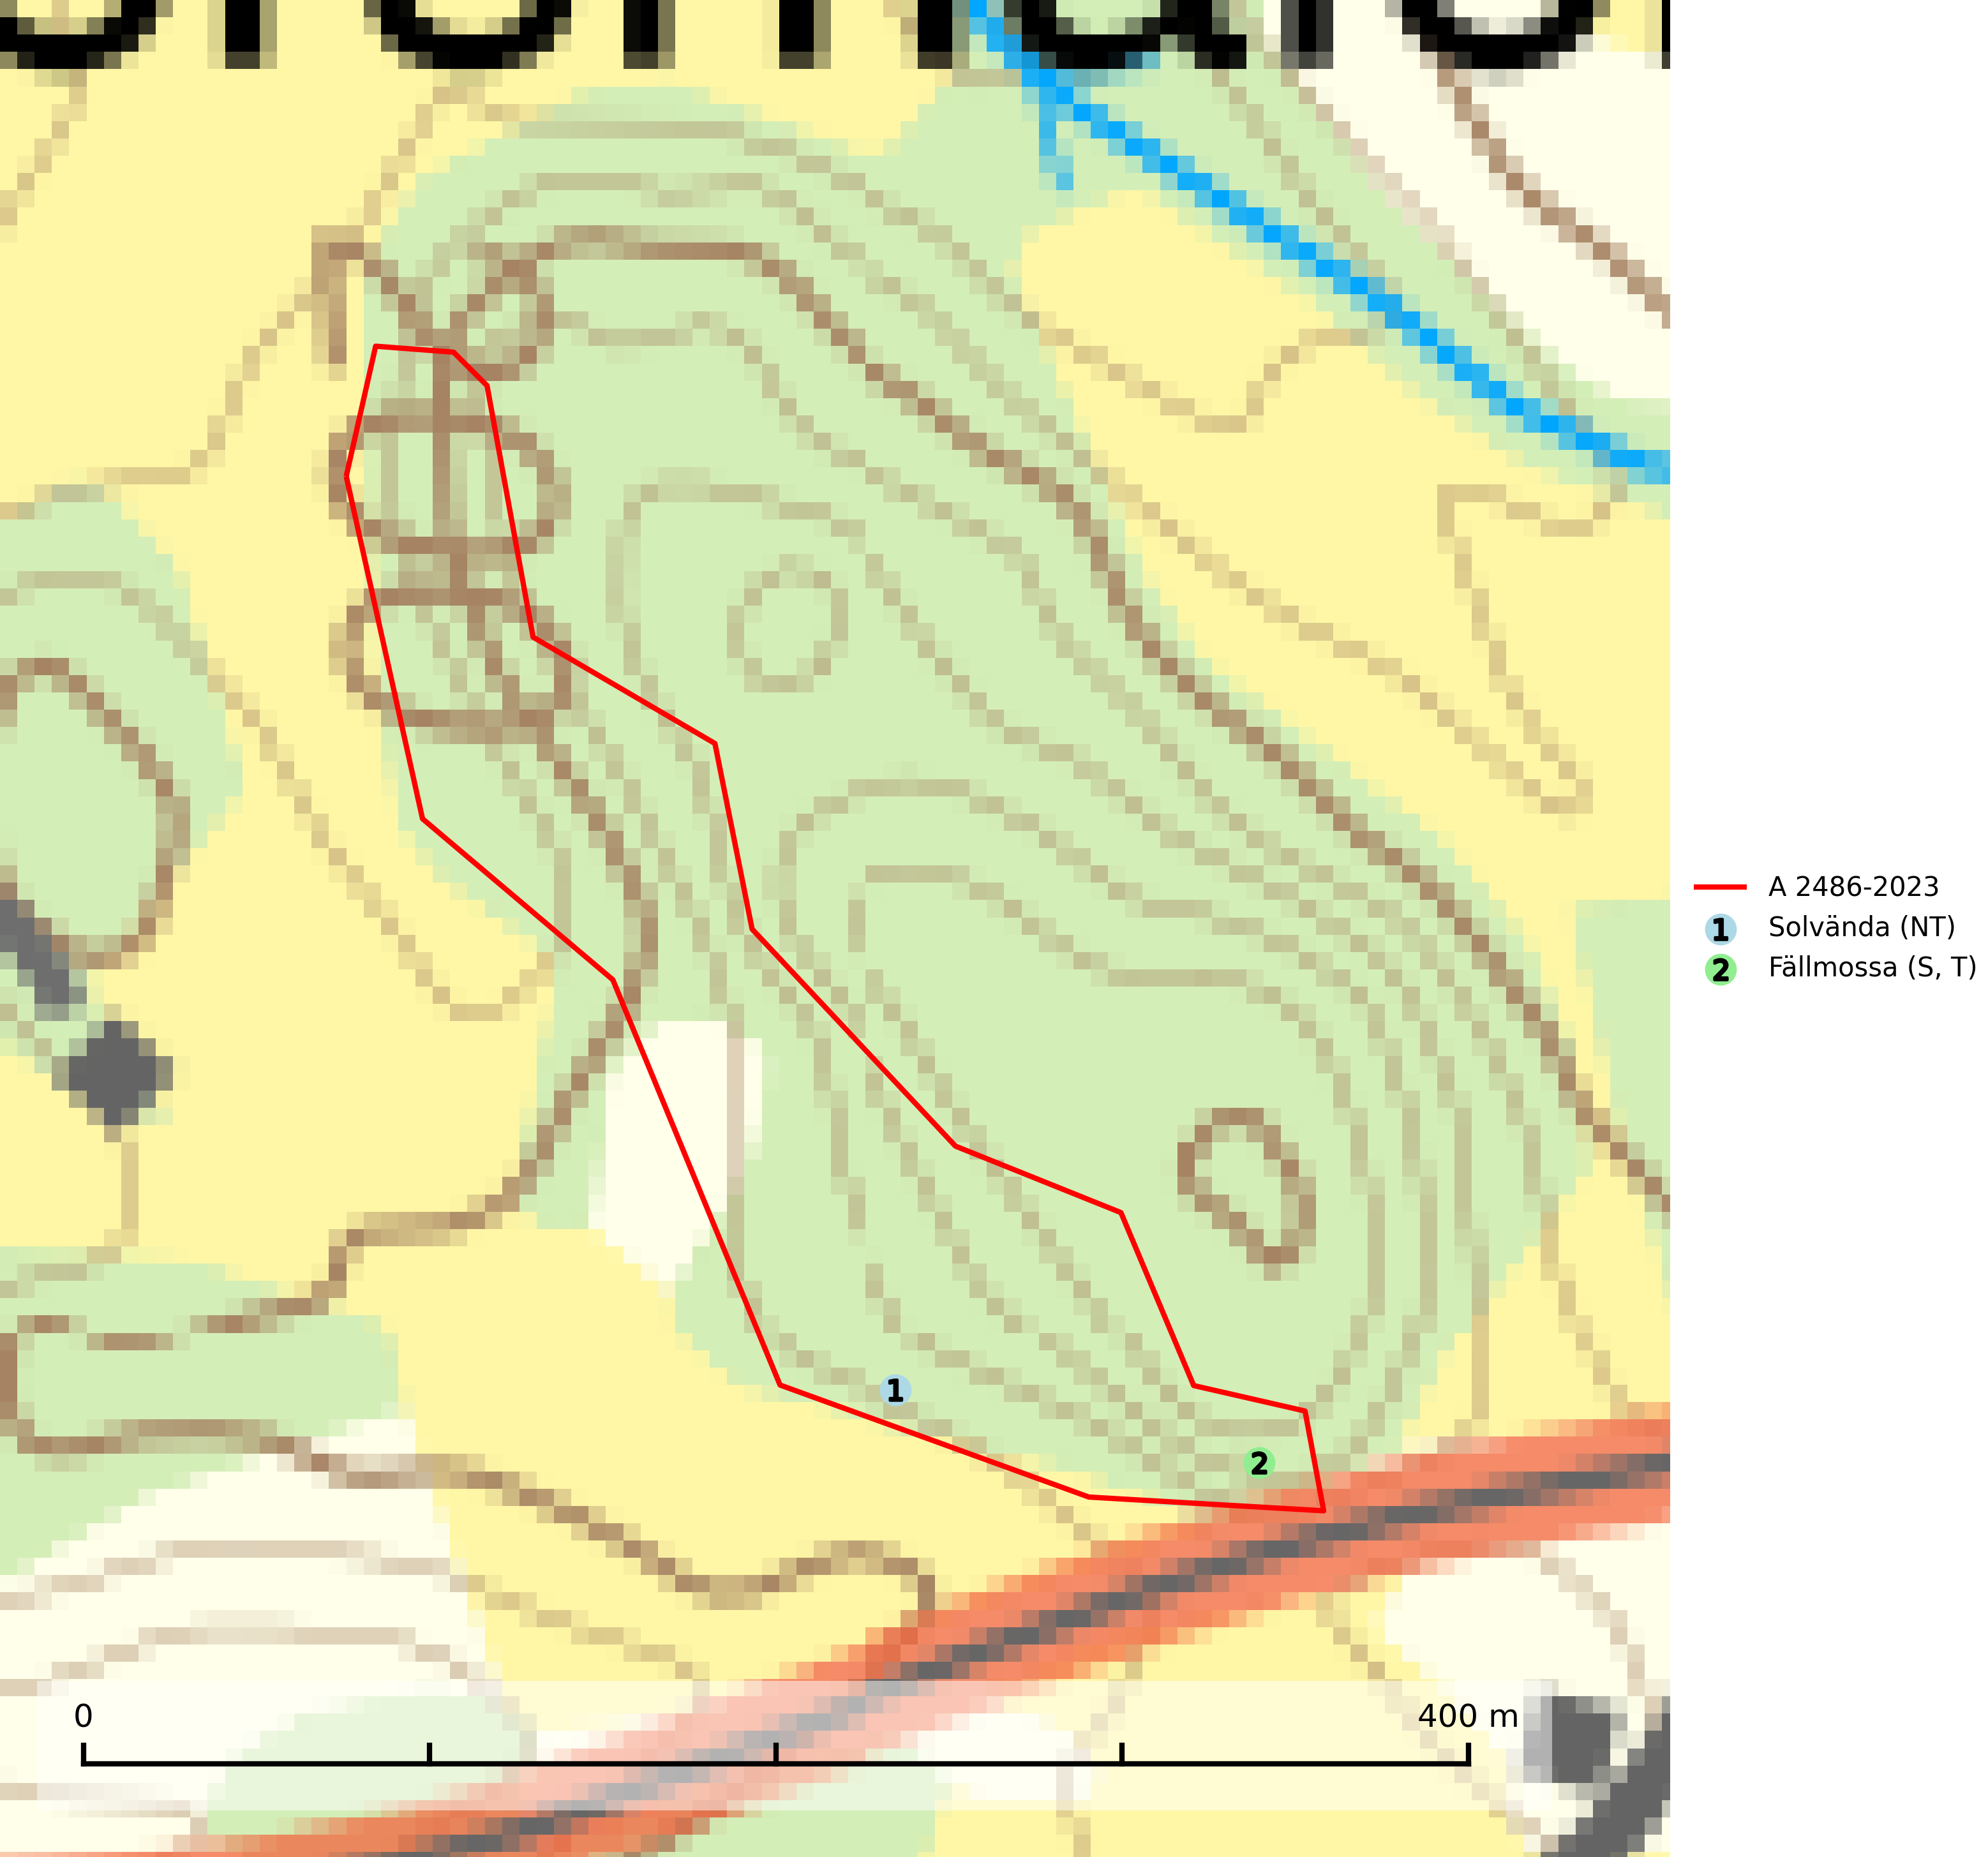 A 2486-2023
1 Solvända (NT)
2 Fällmossa (S, T)
1
2
0
400 m